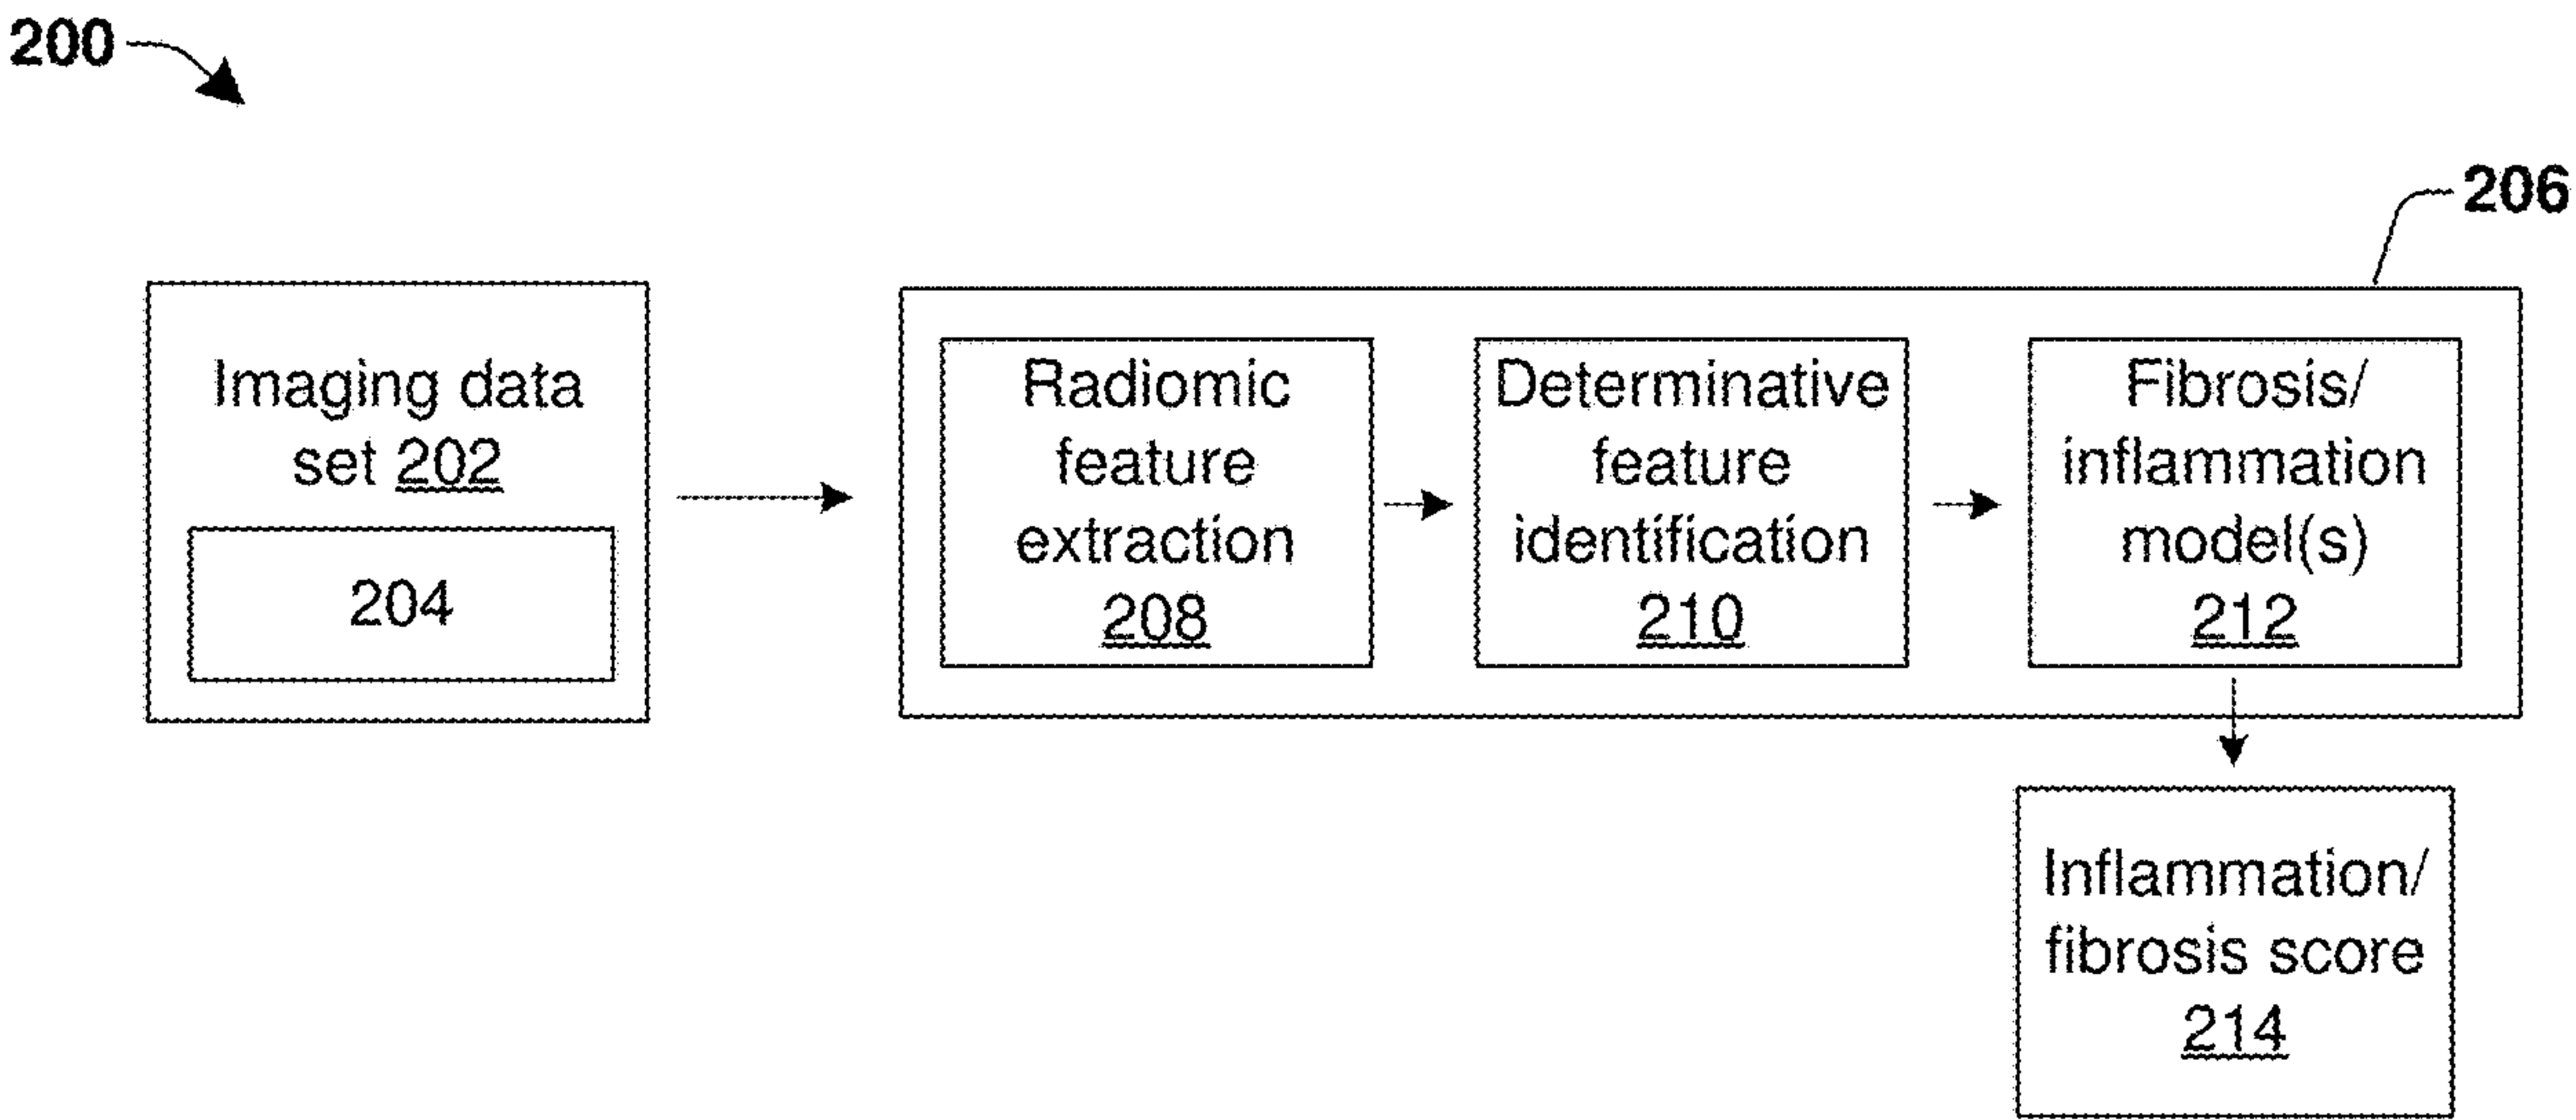 200
206
Imaging data
set 202
204
Radiomic
feature
extraction
208
Determinative
feature
identification
210
Fibrosis/
inflammation
model(s)
212
Inflammation/
fibrosis score
214